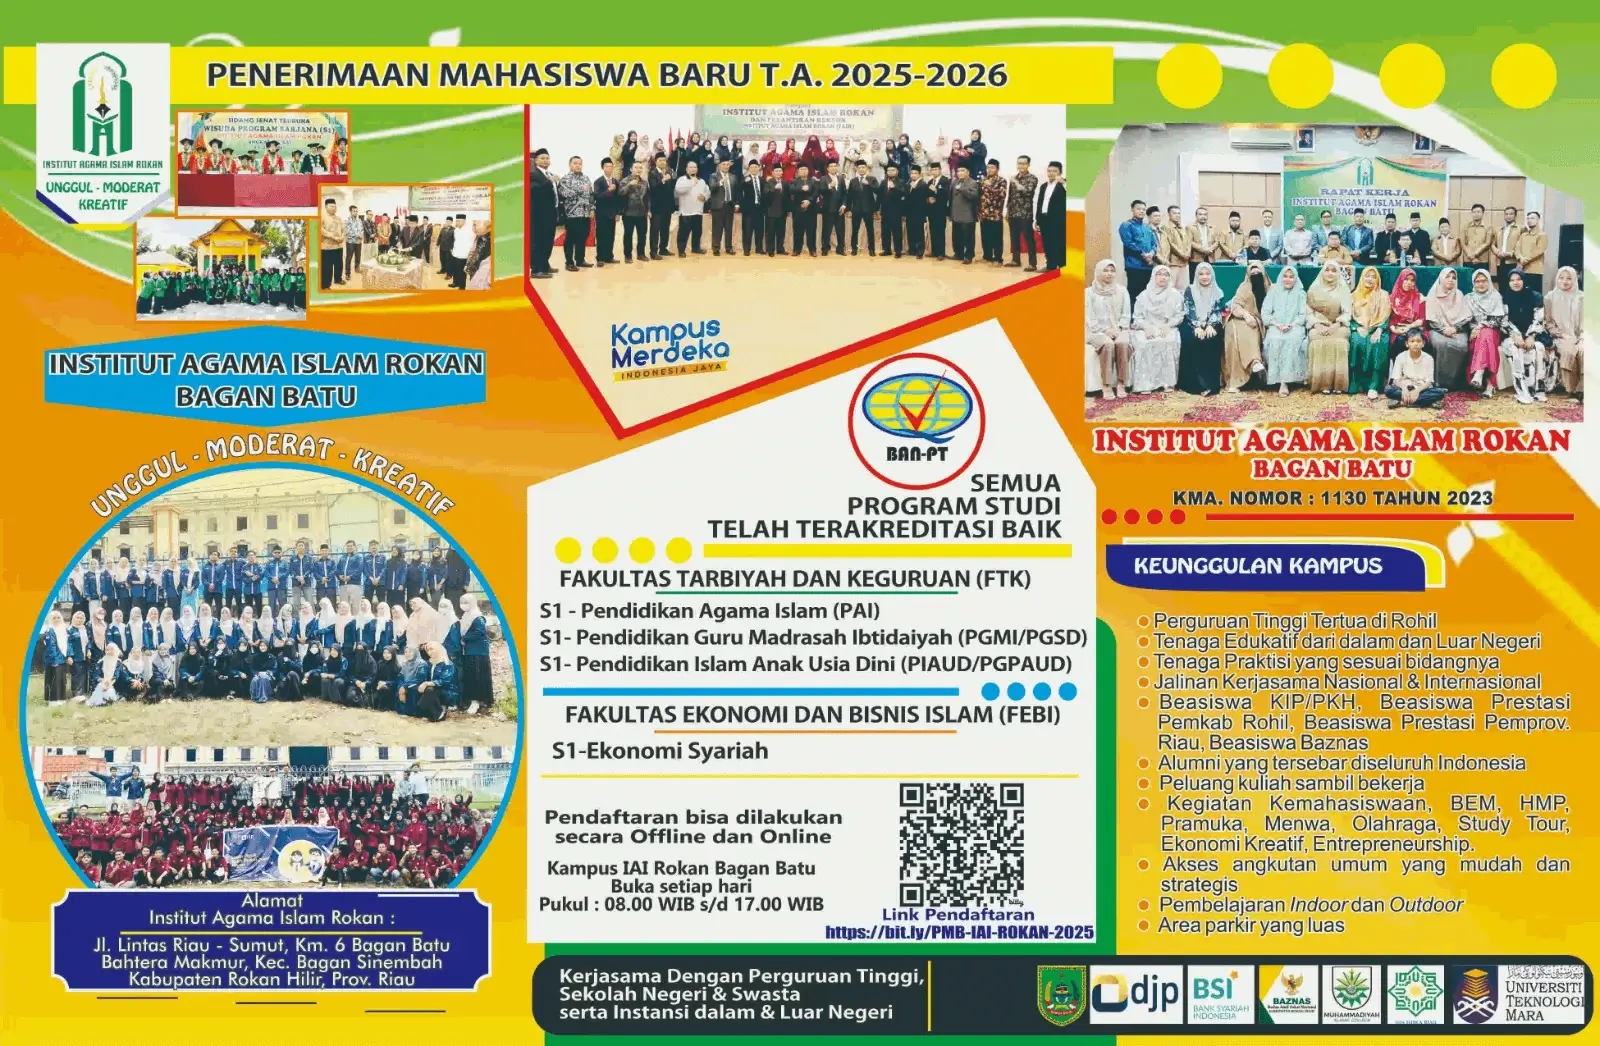 PENERIMAAN MAHASISWA BARU T.A. 2025-2026
INSTITUT AGAMA ISLAM ROKAN
UNGGUL - MODERAT
KREATIF
SIDANG SENAT TERBUKA
WISUDA PROGRAM SARJANA (S1)
INSTITUT AGAMA ISLAM ROKAN
INSTITUT AGAMA ISLAM ROKAN
BAGAN BATU
UNGGUL - MODERAT - KREATIF
Alamat
Institut Agama Islam Rokan :
Jl. Lintas Riau - Sumut, Km. 6 Bagan Batu
Bahtera Makmur, Kec. Bagan Sinembah
Kabupaten Rokan Hilir, Prov. Riau
INSTITUT AGAMA ISLAM ROKAN
DAN PELANTIKAN REKTOR
INSTITUT AGAMA ISLAM ROKAN (IAIR)
Kampus
Merdeka
INDONESIA JAYA
BAN-PT
SEMUA
PROGRAM STUDI
TELAH TERAKREDITASI BAIK
FAKULTAS TARBIYAH DAN KEGURUAN (FTK)
S1 - Pendidikan Agama Islam (PAI)
S1- Pendidikan Guru Madrasah Ibtidaiyah (PGMI/PGSD)
S1- Pendidikan Islam Anak Usia Dini (PIAUD/PGPAUD)
FAKULTAS EKONOMI DAN BISNIS ISLAM (FEBI)
S1-Ekonomi Syariah
Pendaftaran bisa dilakukan
secara Offline dan Online
Kampus IAI Rokan Bagan Batu
Buka setiap hari
Pukul : 08.00 WIB s/d 17.00 WIB
bitly
Link Pendaftaran
https://bit.ly/PMB-IAI-ROKAN-2025
RAPAT KERJA
INSTITUT AGAMA ISLAM ROKAN
BAGAN BATU
INSTITUT AGAMA ISLAM ROKAN
BAGAN BATU
KMA. NOMOR : 1130 TAHUN 2023
KEUNGGULAN KAMPUS
Perguruan Tinggi Tertua di Rohil
Tenaga Edukatif dari dalam dan Luar Negeri
Tenaga Praktisi yang sesuai bidangnya
Jalinan Kerjasama Nasional & Internasional
Beasiswa KIP/PKH, Beasiswa Prestasi
Pemkab Rohil, Beasiswa Prestasi Pemprov.
Riau, Beasiswa Baznas
Alumni yang tersebar diseluruh Indonesia
Peluang kuliah sambil bekerja
Kegiatan Kemahasiswaan, BEM, HMP,
Pramuka, Menwa, Olahraga, Study Tour,
Ekonomi Kreatif, Entrepreneurship.
Akses angkutan umum yang mudah dan
strategis
Pembelajaran Indoor dan Outdoor
Area parkir yang luas
Kerjasama Dengan Perguruan Tinggi,
Sekolah Negeri & Swasta
serta Instansi dalam & Luar Negeri
djp
BSI
BANK SYARIAH
INDONESIA
BAZNAS
MUHAMMADIYAH
UNIVERSITI
TEKNOLOGI
MARA